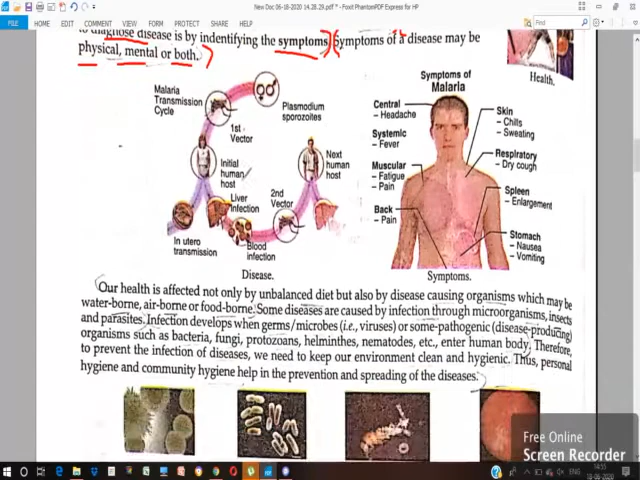 New Doc 06-18-2020 14.28.29.pdf * - Foxit PhantomPDF Express for HP
FILE
HOME
EDIT
COMMENT
VIEW
FORM
ORGANIZE
CONVERT
SHARE
HELP
Find
to diagnose disease is by indentifying the symptoms. Symptoms of a disease may be
physical, mental or both.
Health.
Malaria
Transmission
Cycle
Plasmodium
sporozoites
1st
Vector
Initial
human
host
Next
human
host
Liver
infection
2nd
Vector
In utero
transmission
Blood
infection
Disease.
Symptoms of
Malaria
Central
- Headache
Systemic
- Fever
Muscular
- Fatigue
- Pain
Back
- Pain
Skin
- Chills
- Sweating
Respiratory
- Dry cough
Spleen
- Enlargement
Stomach
- Nausea
- Vomiting
Symptoms.
Our health is affected not only by unbalanced diet but also by disease causing organisms which may be
water-borne, air-borne or food-borne. Some diseases are caused by infection through microorganisms, insects
and parasites. Infection develops when germs/microbes (i.e., viruses) or some-pathogenic (disease-producing)
organisms such as bacteria, fungi, protozoans, helminthes, nematodes, etc., enter human body. Therefore,
to prevent the infection of diseases, we need to keep our environment clean and hygienic. Thus, personal
hygiene and community hygiene help in the prevention and spreading of the diseases.
Free Online
Screen Recorder
ENG
14:55
18-06-2020